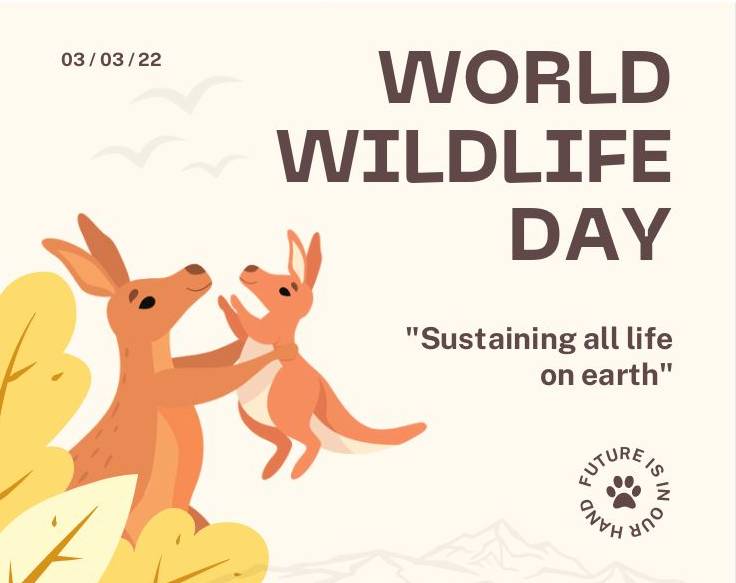 03 / 03 / 22
WORLD
WILDLIFE
DAY
"Sustaining all life
on earth"
FUTURE IS IN OUR HAND